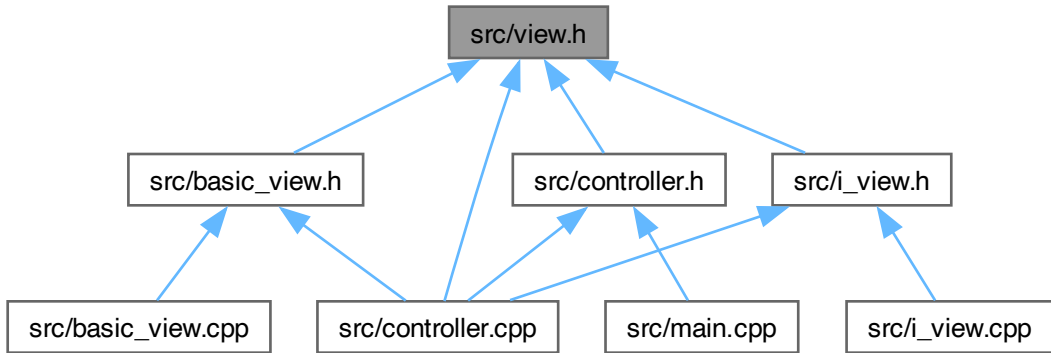 src/view.h
src/basic_view.h
src/controller.h
src/i_view.h
src/basic_view.cpp
src/controller.cpp
src/main.cpp
src/i_view.cpp